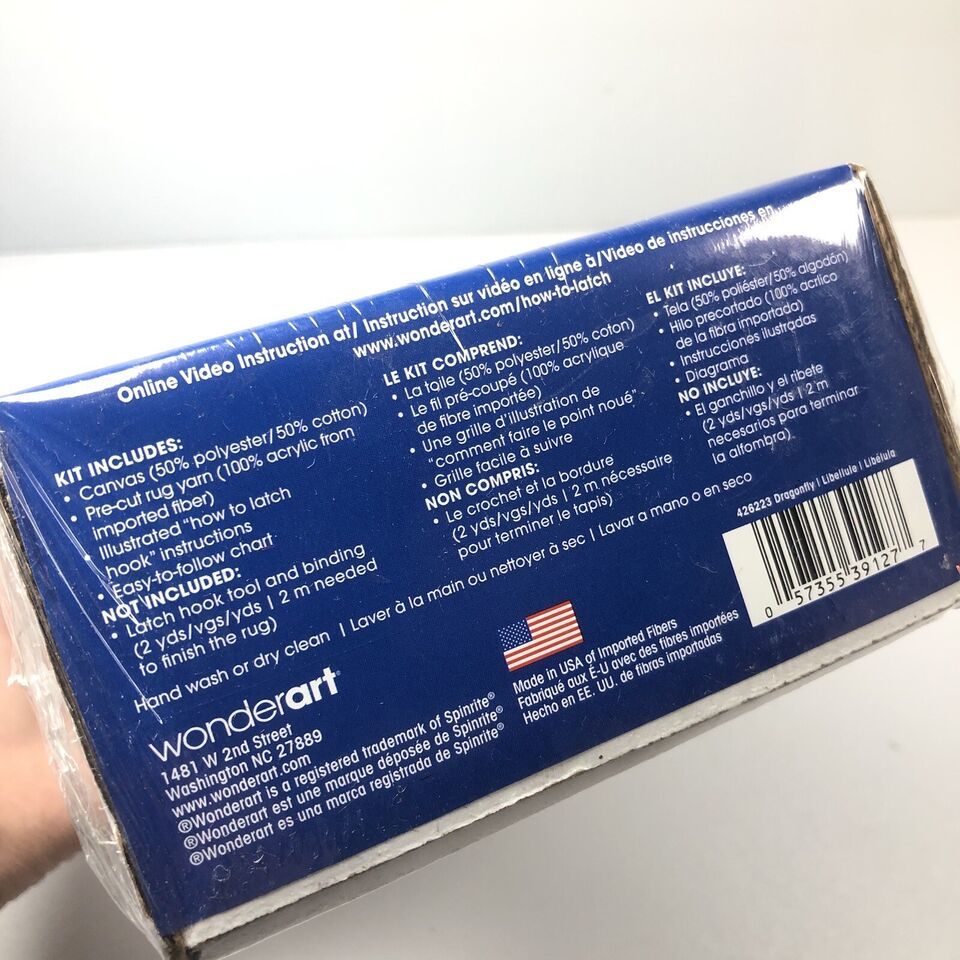 Online Video Instruction at/ Instruction sur vidéo en ligne à/Video de instrucciones en
www.wonderart.com/how-to-latch
KIT INCLUDES:
• Canvas (50% polyester/50% cotton)
• Pre-cut rug yarn (100% acrylic from
imported fiber)
• Illustrated "how to latch
hook" instructions
• Easy-to-follow chart
NOT INCLUDED:
• Latch hook tool and binding
(2 yds/vgs/yds | 2 m needed
to finish the rug)
LE KIT COMPREND:
• La toile (50% polyester/50% coton)
• Le fil pré-coupé (100% acrylique
de fibre importée)
• Une grille d'illustration de
"comment faire le point noué".
• Grille facile à suivre
NON COMPRIS:
• Le crochet et la bordure
(2 yds/vgs/yds | 2 m nécessaire
pour terminer le tapis)
EL KIT INCLUYE:
• Tela (50% poliéster/50% algodón)
• Hilo precortado (100% acrlico
de la fibra importada)
• Instrucciones ilustradas
• Diagrama
NO INCLUYE:
• El ganchillo y el ribete
(2 yds/vgs/yds | 2 m
necesarios para terminar
la alfombra).
Hand wash or dry clean | Laver à la main ou nettoyer à sec | Lavar a mano o en seco
wonderart®
1481 W 2nd Street
Washington NC 27889
www.wonderart.com
®Wonderart is a registered trademark of Spinrite®
®Wonderart est une marque déposée de Spinrite®
®Wonderart es una marca registrada de Spinrite®
Made in USA of Imported Fibers
Fabriqué aux É-U avec des fibres importées
Hecho en EE. UU. de fibras importadas
426223 Dragonfly | Libellule | Libélula
0 57355 39127 7